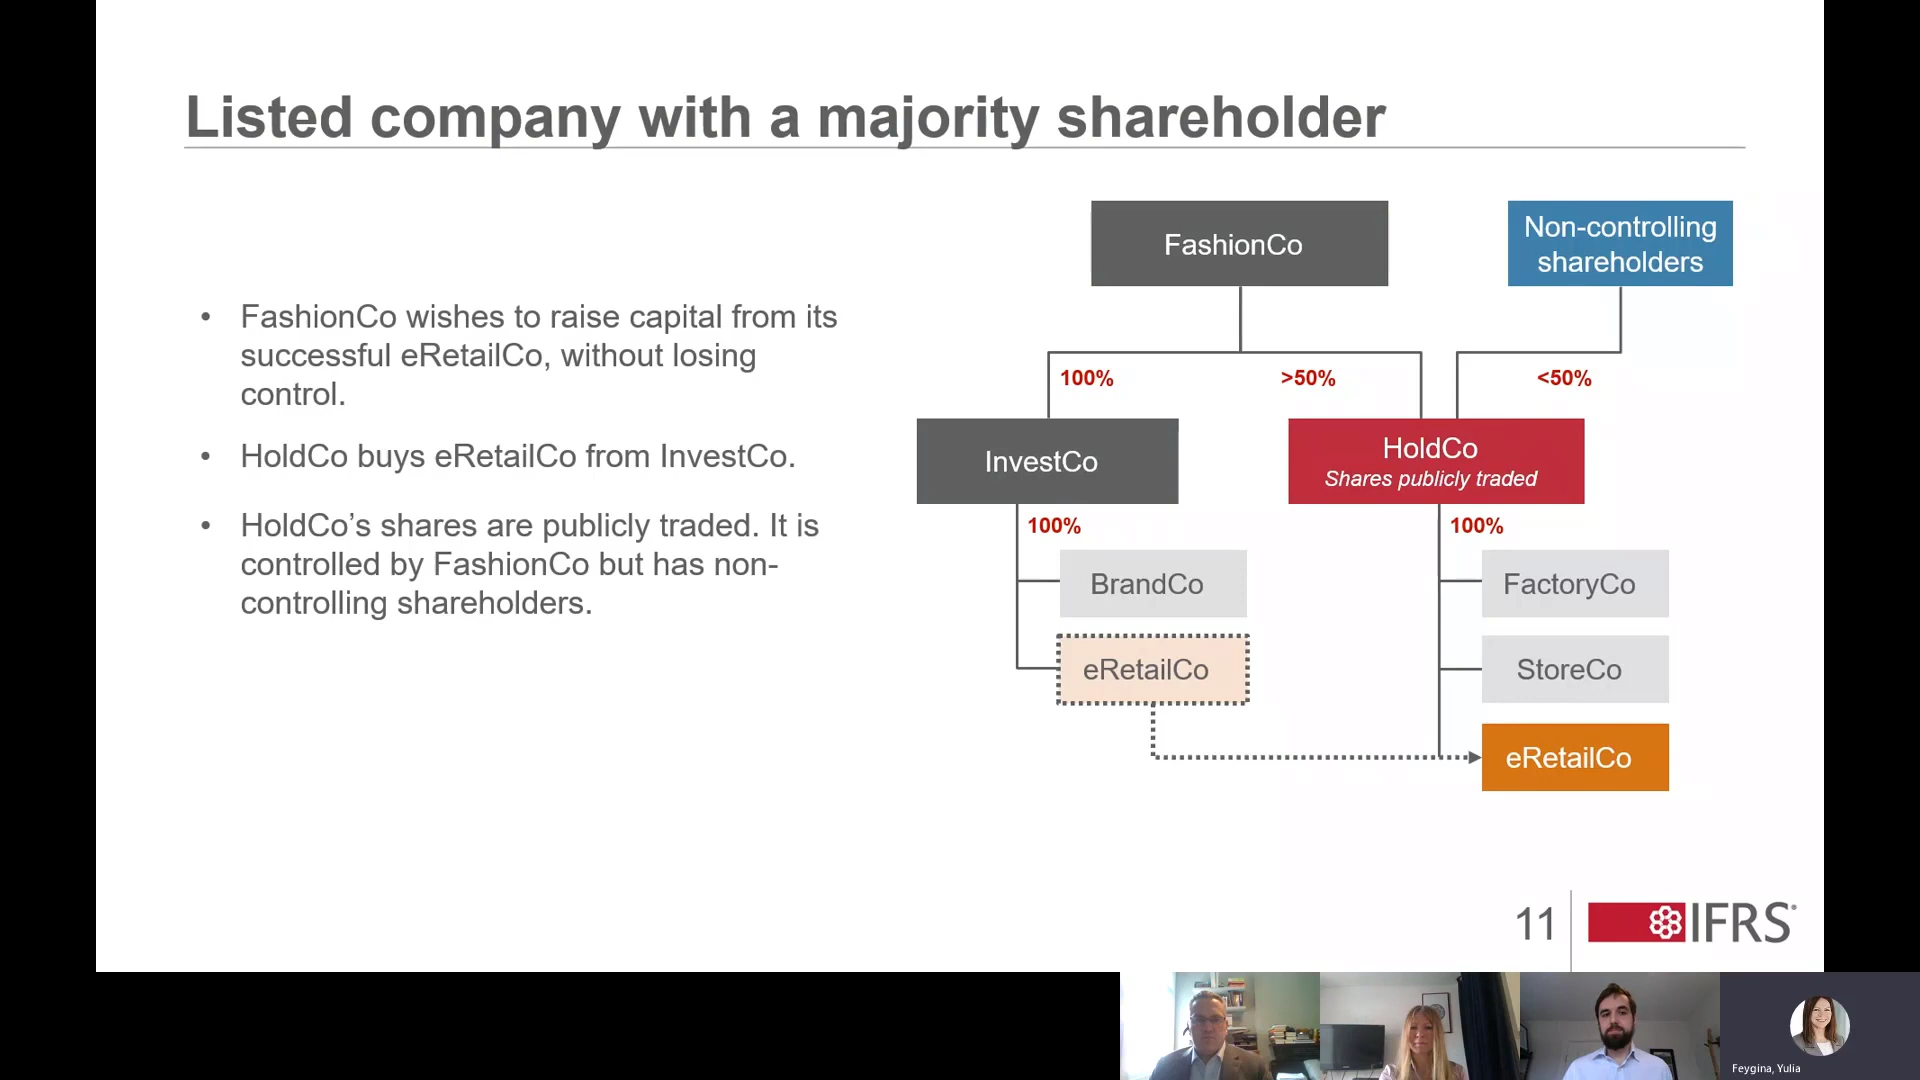 Listed company with a majority shareholder
• FashionCo wishes to raise capital from its
successful eRetailCo, without losing
control.
• HoldCo buys eRetailCo from InvestCo.
• HoldCo’s shares are publicly traded. It is
controlled by FashionCo but has non-
controlling shareholders.
FashionCo
Non-controlling
shareholders
100%
>50%
<50%
InvestCo
HoldCo
Shares publicly traded
100%
100%
BrandCo
FactoryCo
eRetailCo
StoreCo
eRetailCo
11
IFRS®
Feygina, Yulia